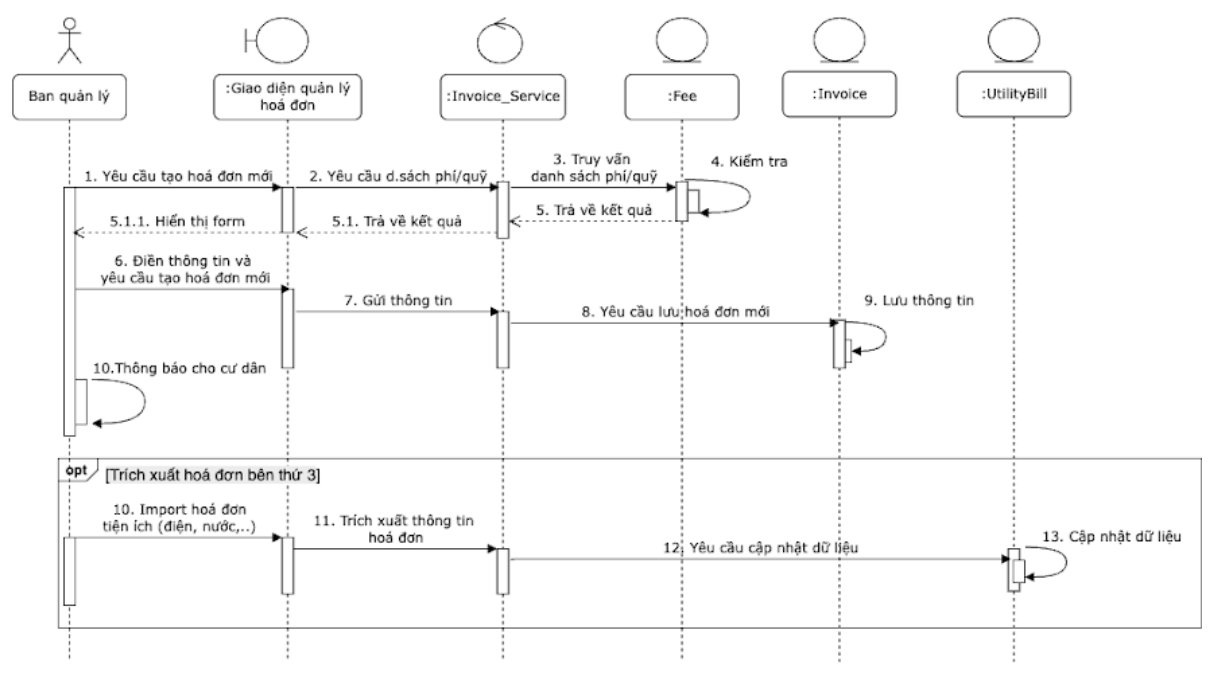 Ban quản lý
:Giao diện quản lý
hoá đơn
:Invoice_Service
:Fee
:Invoice
:UtilityBill
1. Yêu cầu tạo hoá đơn mới
2. Yêu cầu d.sách phí/quỹ
3. Truy vấn
danh sách phí/quỹ
4. Kiểm tra
5. Trả về kết quả
5.1. Trả về kết quả
5.1.1. Hiển thị form
6. Điền thông tin và
yêu cầu tạo hoá đơn mới
7. Gửi thông tin
8. Yêu cầu lưu hoá đơn mới
9. Lưu thông tin
10.Thông báo cho cư dân
opt
[Trích xuất hoá đơn bên thứ 3]
10. Import hoá đơn
tiện ích (điện, nước,..)
11. Trích xuất thông tin
hoá đơn
12. Yêu cầu cập nhật dữ liệu
13. Cập nhật dữ liệu